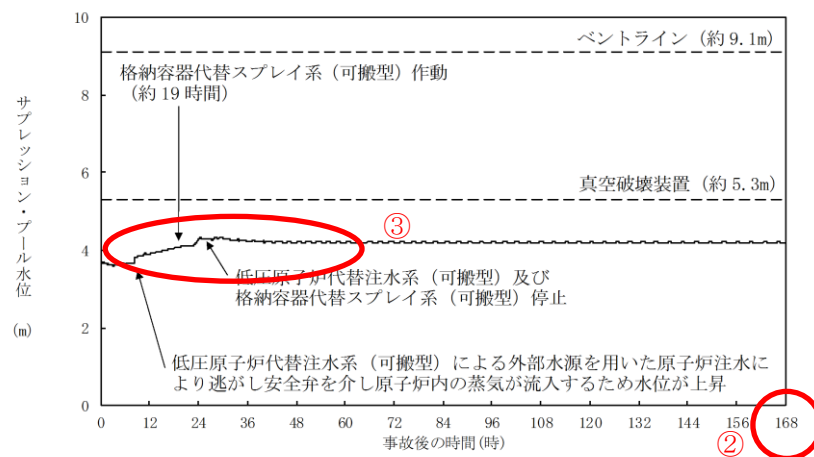 10
ベントライン (約 9.1m)
格納容器代替スプレイ系 (可搬型) 作動
(約 19 時間)
8
6
真空破壊装置 (約 5.3m)
③
4
低圧原子炉代替注水系 (可搬型) 及び
格納容器代替スプレイ系 (可搬型) 停止
2
低圧原子炉代替注水系 (可搬型) による外部水源を用いた原子炉注水に
より逃がし安全弁を介し原子炉内の蒸気が流入するため水位が上昇
0
サプレッション・プール水位
(m)
0 12 24 36 48 60 72 84 96 108 120 132 144 156 168
事故後の時間(時)
②